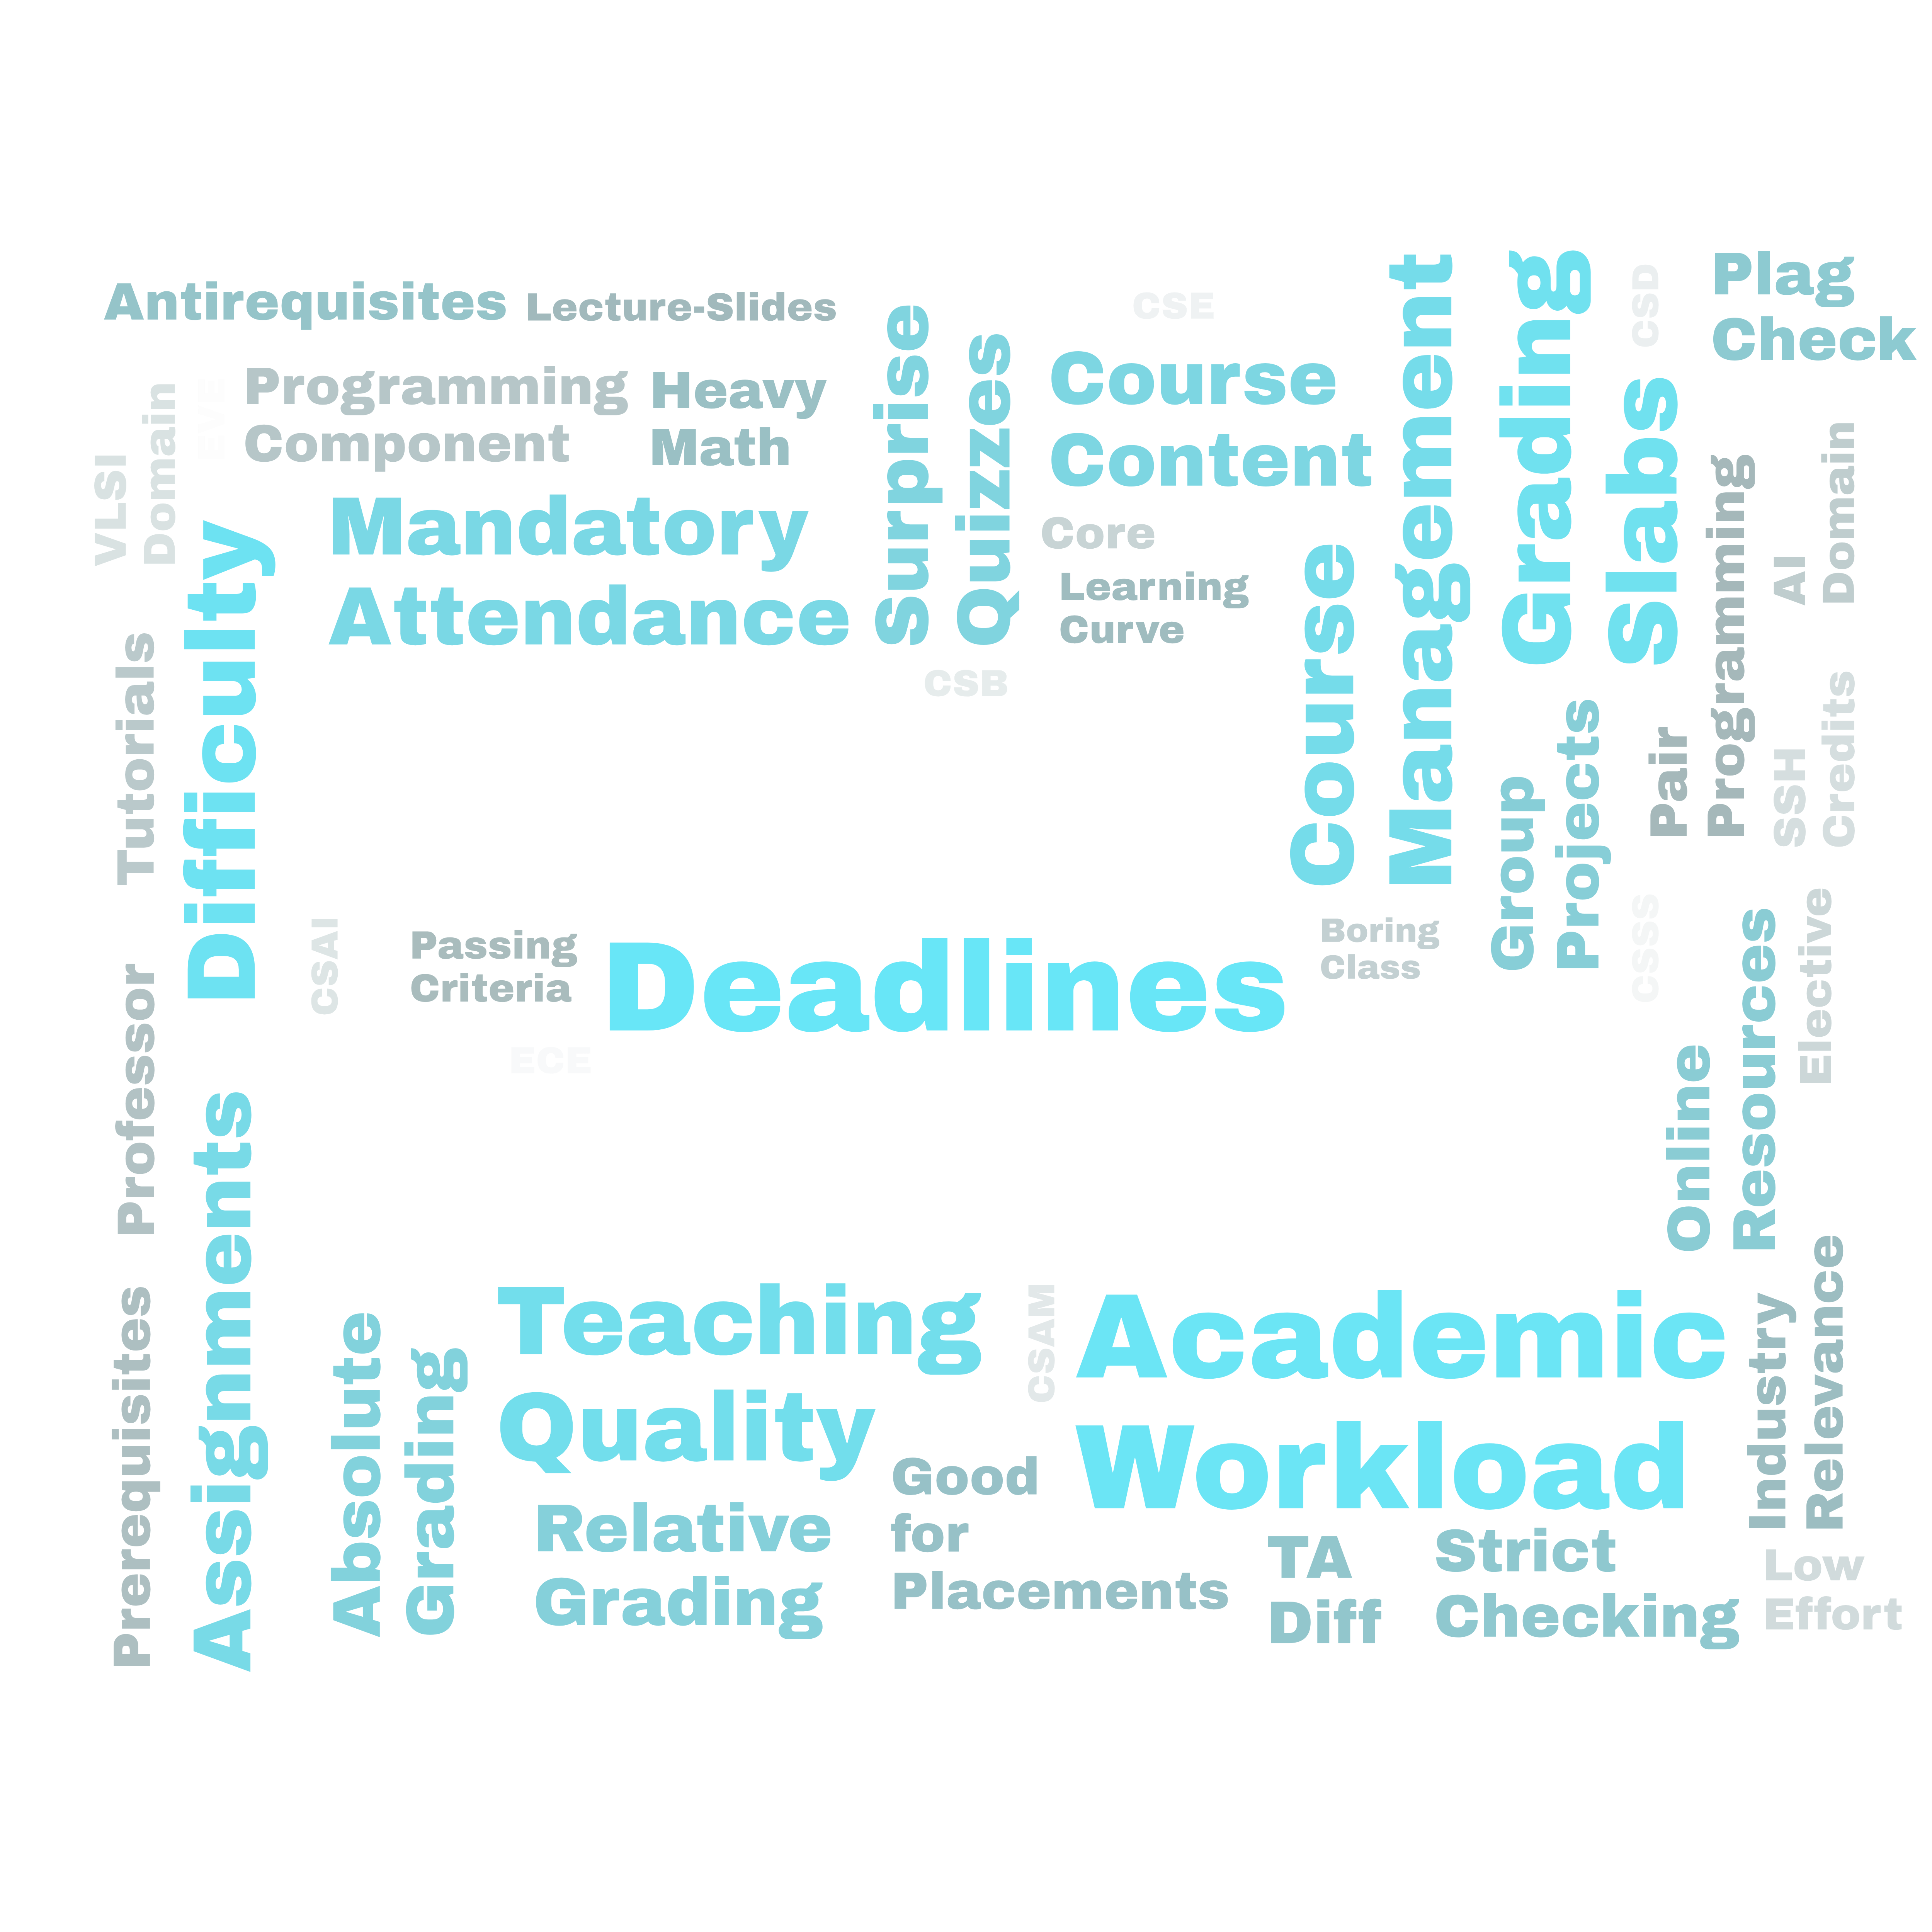 Antirequisites
Lecture-Slides
CSE
CSD
Plag
Check
Programming
Component
Heavy
Math
Surprise
Quizzes
Course
Content
Course
Management
Grading
Slabs
VLSI
Domain
EVE
Mandatory
Attendance
Core
Learning
Curve
AI
Domain
Pair
Programming
Difficulty
Tutorials
CSB
Group
Projects
SSH
Credits
CSAI
Passing
Criteria
Deadlines
Boring
Class
CSSS
Elective
Professor
ECE
Online
Resources
Assignments
Prerequisites
Absolute
Grading
Teaching
Quality
CSAM
Academic
Workload
Industry
Relevance
Relative
Grading
Good
for
Placements
TA
Diff
Strict
Checking
Low
Effort